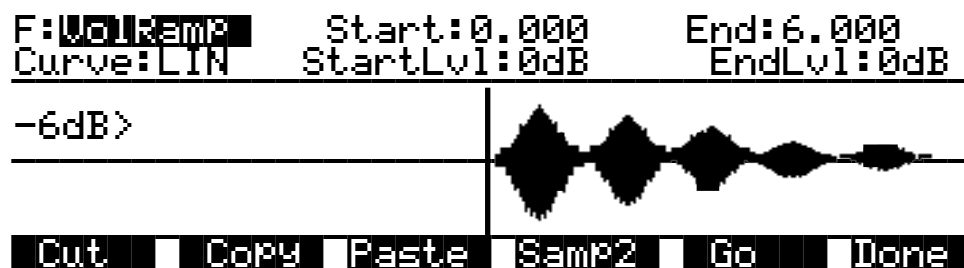 F:VolRamp Start:0.000 End:6.000
Curve:LIN StartLvl:0dB EndLvl:0dB
-6dB>
Cut Copy Paste Samp2 Go Done